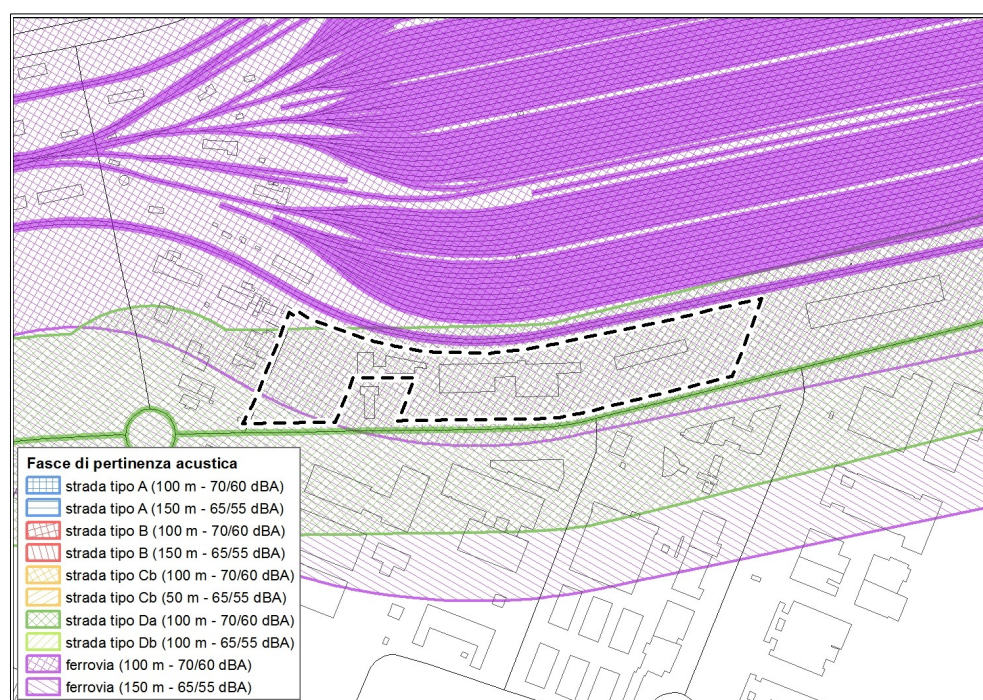 Fasce di pertinenza acustica
strada tipo A (100 m - 70/60 dBA)
strada tipo A (150 m - 65/55 dBA)
strada tipo B (100 m - 70/60 dBA)
strada tipo B (150 m - 65/55 dBA)
strada tipo Cb (100 m - 70/60 dBA)
strada tipo Cb (50 m - 65/55 dBA)
strada tipo Da (100 m - 70/60 dBA)
strada tipo Db (100 m - 65/55 dBA)
ferrovia (100 m - 70/60 dBA)
ferrovia (150 m - 65/55 dBA)